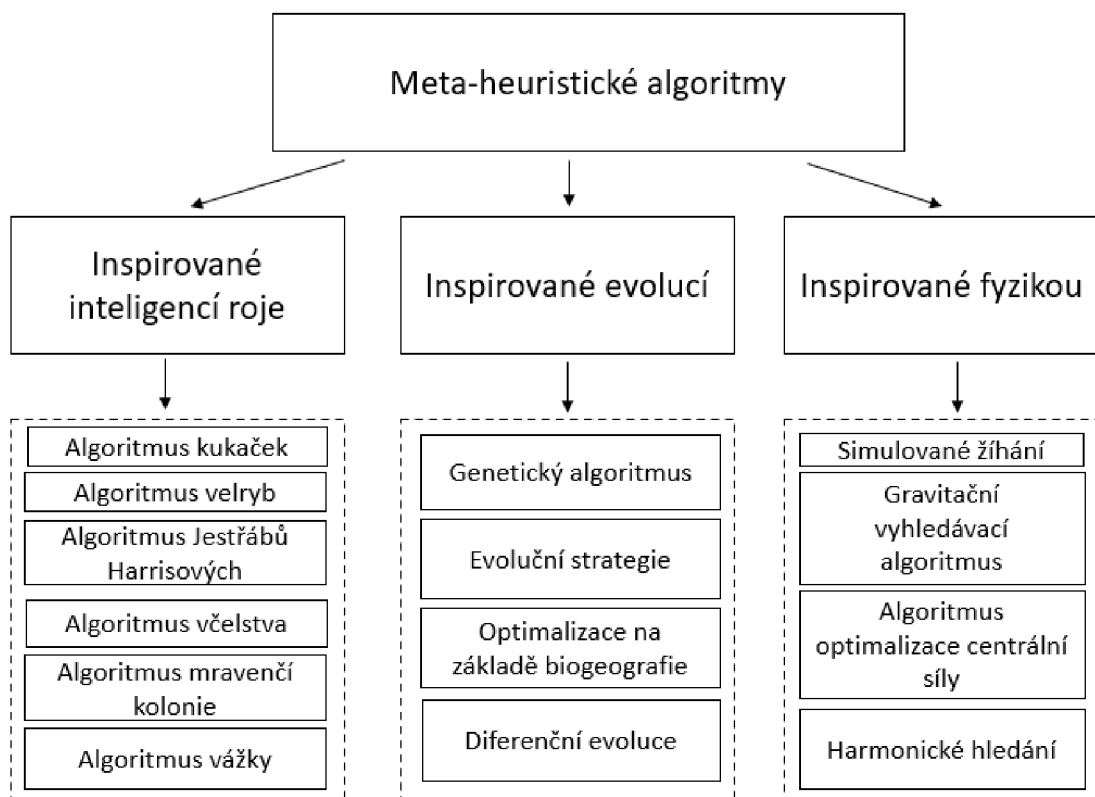 Meta-heuristické algoritmy
Inspirované
inteligencí roje
Inspirované evolucí
Inspirované fyzikou
Algoritmus kukaček
Algoritmus velryb
Algoritmus Jestřábů
Harrisových
Algoritmus včelstva
Algoritmus mravenčí
kolonie
Algoritmus vážky
Genetický algoritmus
Evoluční strategie
Optimalizace na
základě biogeografie
Diferenční evoluce
Simulované žíhání
Gravitační
vyhledávací
algoritmus
Algoritmus
optimalizace centrální
síly
Harmonické hledání